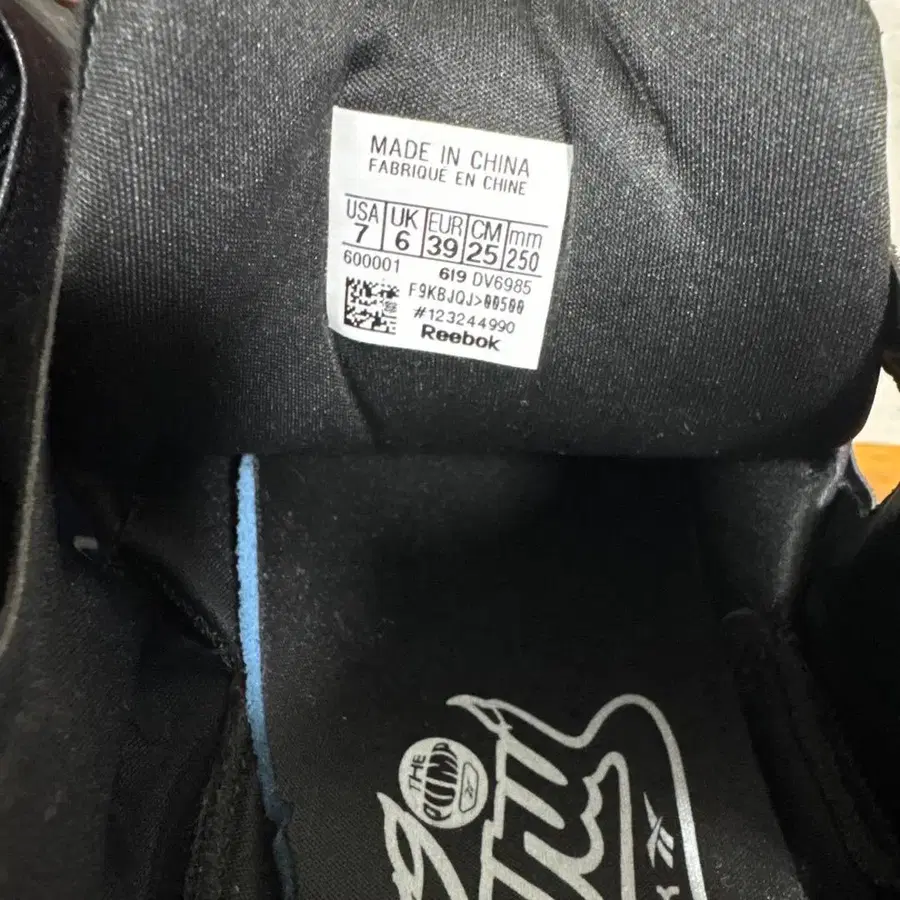 MADE IN CHINA
FABRIQUÉ EN CHINE
USA UK EUR CM mm
7 6 39 25 250
600001 619 DV6985
F9KBJQJ>00500
#123244990
Reebok
THE
PUMP